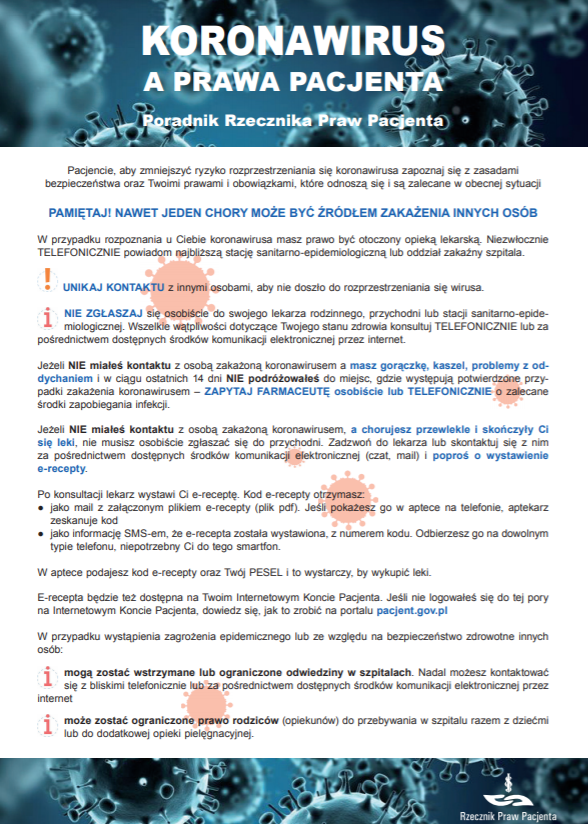 KORONAWIRUS
A PRAWA PACJENTA
Poradnik Rzecznika Praw Pacjenta
Pacjencie, aby zmniejszyć ryzyko rozprzestrzeniania się koronawirusa zapoznaj się z zasadami
bezpieczeństwa oraz Twoimi prawami i obowiązkami, które odnoszą się i są zalecane w obecnej sytuacji
PAMIĘTAJ! NAWET JEDEN CHORY MOŻE BYĆ ŹRÓDŁEM ZAKAŻENIA INNYCH OSÓB
W przypadku rozpoznania u Ciebie koronawirusa masz prawo być otoczony opieką lekarską. Niezwłocznie
TELEFONICZNIE powiadom najbliższą stację sanitarno-epidemiologiczną lub oddział zakaźny szpitala.
! UNIKAJ KONTAKTU z innymi osobami, aby nie doszło do rozprzestrzeniania się wirusa.
i NIE ZGŁASZAJ się osobiście do swojego lekarza rodzinnego, przychodni lub stacji sanitarno-epide-
miologicznej. Wszelkie wątpliwości dotyczące Twojego stanu zdrowia konsultuj TELEFONICZNIE lub za
pośrednictwem dostępnych środków komunikacji elektronicznej przez internet.
Jeżeli NIE miałeś kontaktu z osobą zakażoną koronawirusem a masz gorączkę, kaszel, problemy z od-
dychaniem i w ciągu ostatnich 14 dni NIE podróżowałeś do miejsc, gdzie występują potwierdzone przy-
padki zakażenia koronawirusem – ZAPYTAJ FARMACEUTĘ osobiście lub TELEFONICZNIE o zalecane
środki zapobiegania infekcji.
Jeżeli NIE miałeś kontaktu z osobą zakażoną koronawirusem, a chorujesz przewlekle i skończyły Ci
się leki, nie musisz osobiście zgłaszać się do przychodni. Zadzwoń do lekarza lub skontaktuj się z nim
za pośrednictwem dostępnych środków komunikacji elektronicznej (czat, mail) i poproś o wystawienie
e-recepty.
Po konsultacji lekarz wystawi Ci e-receptę. Kod e-recepty otrzymasz:
● jako mail z załączonym plikiem e-recepty (plik pdf). Jeśli pokażesz go w aptece na telefonie, aptekarz
zeskanuje kod
● jako informację SMS-em, że e-recepta została wystawiona, z numerem kodu. Odbierzesz go na dowolnym
typie telefonu, niepotrzebny Ci do tego smartfon.
W aptece podajesz kod e-recepty oraz Twój PESEL i to wystarczy, by wykupić leki.
E-recepta będzie też dostępna na Twoim Internetowym Koncie Pacjenta. Jeśli nie logowałeś się do tej pory
na Internetowym Koncie Pacjenta, dowiedz się, jak to zrobić na portalu pacjent.gov.pl
W przypadku wystąpienia zagrożenia epidemicznego lub ze względu na bezpieczeństwo zdrowotne innych
osób:
i mogą zostać wstrzymane lub ograniczone odwiedziny w szpitalach. Nadal możesz kontaktować
się z bliskimi telefonicznie lub za pośrednictwem dostępnych środków komunikacji elektronicznej przez
internet
i może zostać ograniczone prawo rodziców (opiekunów) do przebywania w szpitalu razem z dziećmi
lub do dodatkowej opieki pielęgnacyjnej.
Rzecznik Praw Pacjenta